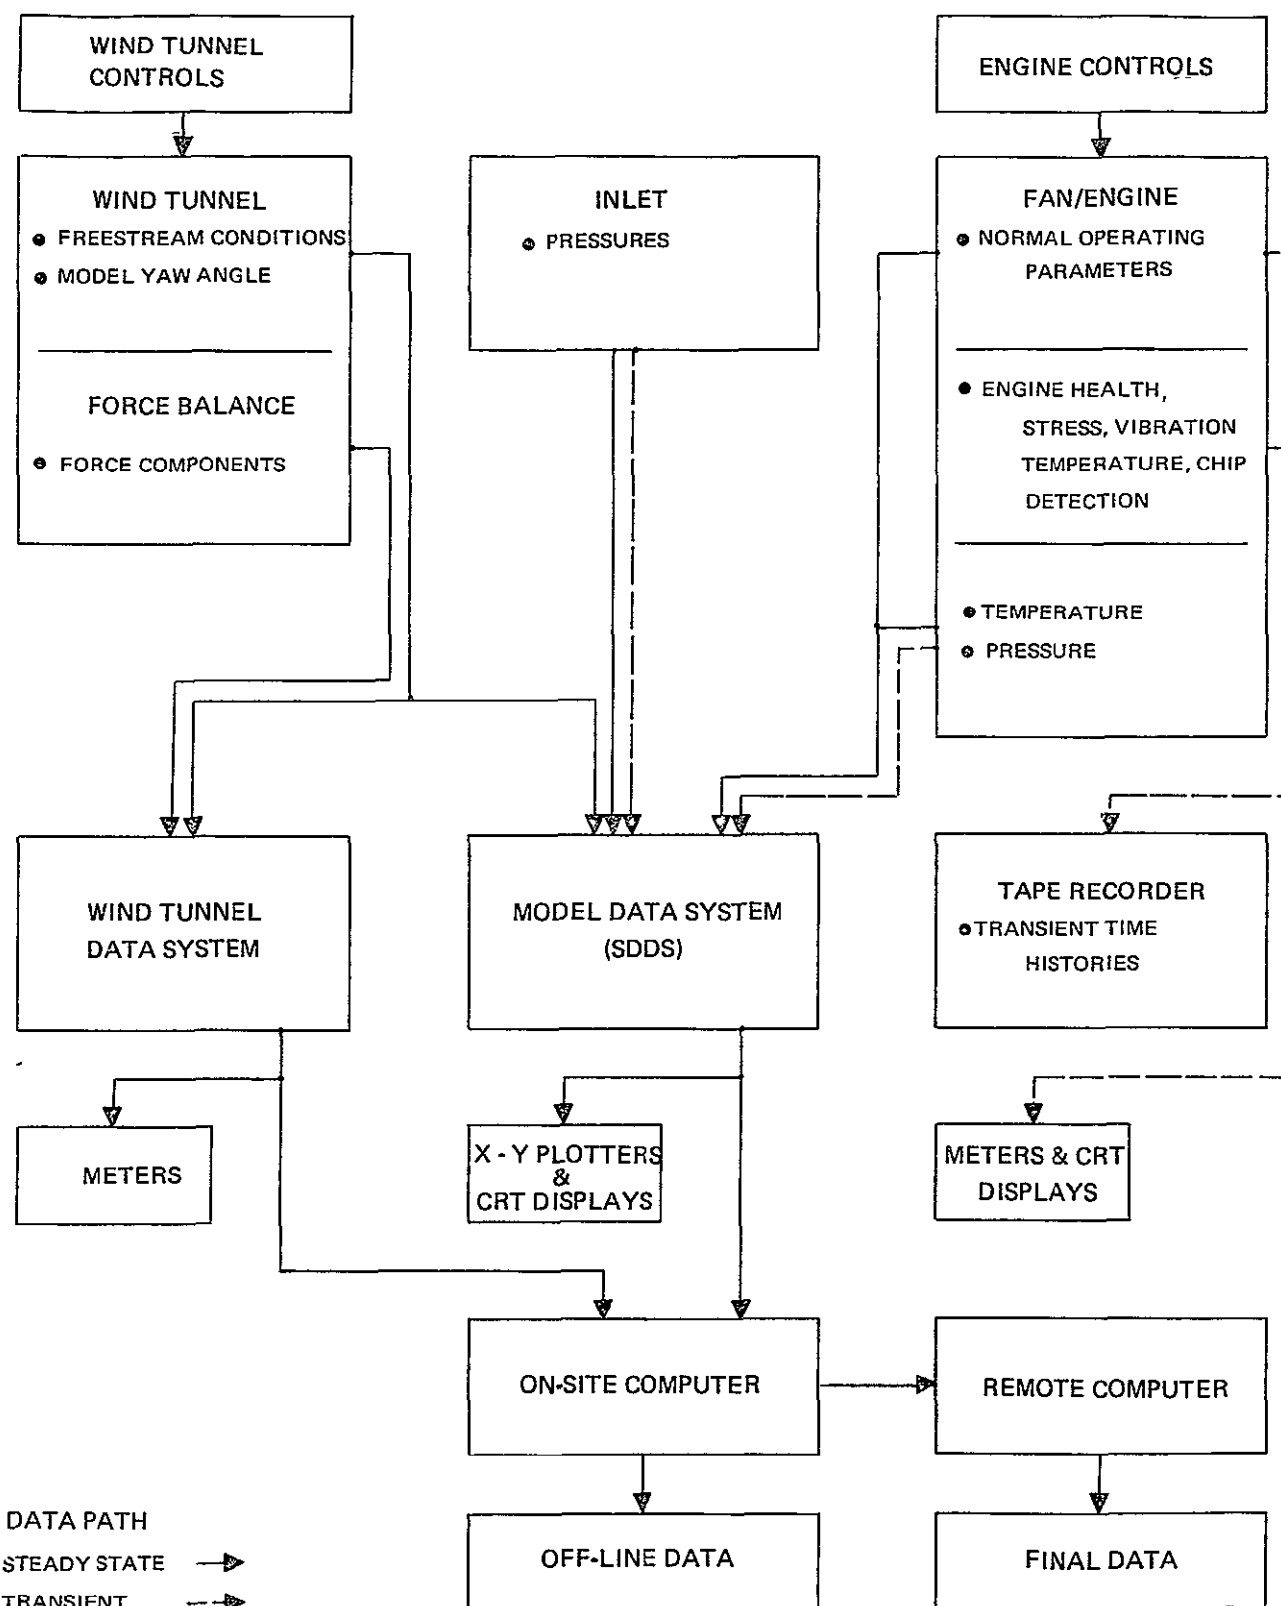 WIND TUNNEL
CONTROLS
ENGINE CONTROLS
WIND TUNNEL
● FREESTREAM CONDITIONS
● MODEL YAW ANGLE
FORCE BALANCE
● FORCE COMPONENTS
INLET
● PRESSURES
FAN/ENGINE
● NORMAL OPERATING
PARAMETERS
● ENGINE HEALTH,
STRESS, VIBRATION
TEMPERATURE, CHIP
DETECTION
● TEMPERATURE
● PRESSURE
WIND TUNNEL
DATA SYSTEM
MODEL DATA SYSTEM
(SDDS)
TAPE RECORDER
● TRANSIENT TIME
HISTORIES
METERS
X - Y PLOTTERS
&
CRT DISPLAYS
METERS & CRT
DISPLAYS
ON-SITE COMPUTER
REMOTE COMPUTER
DATA PATH
STEADY STATE
TRANSIENT
OFF-LINE DATA
FINAL DATA